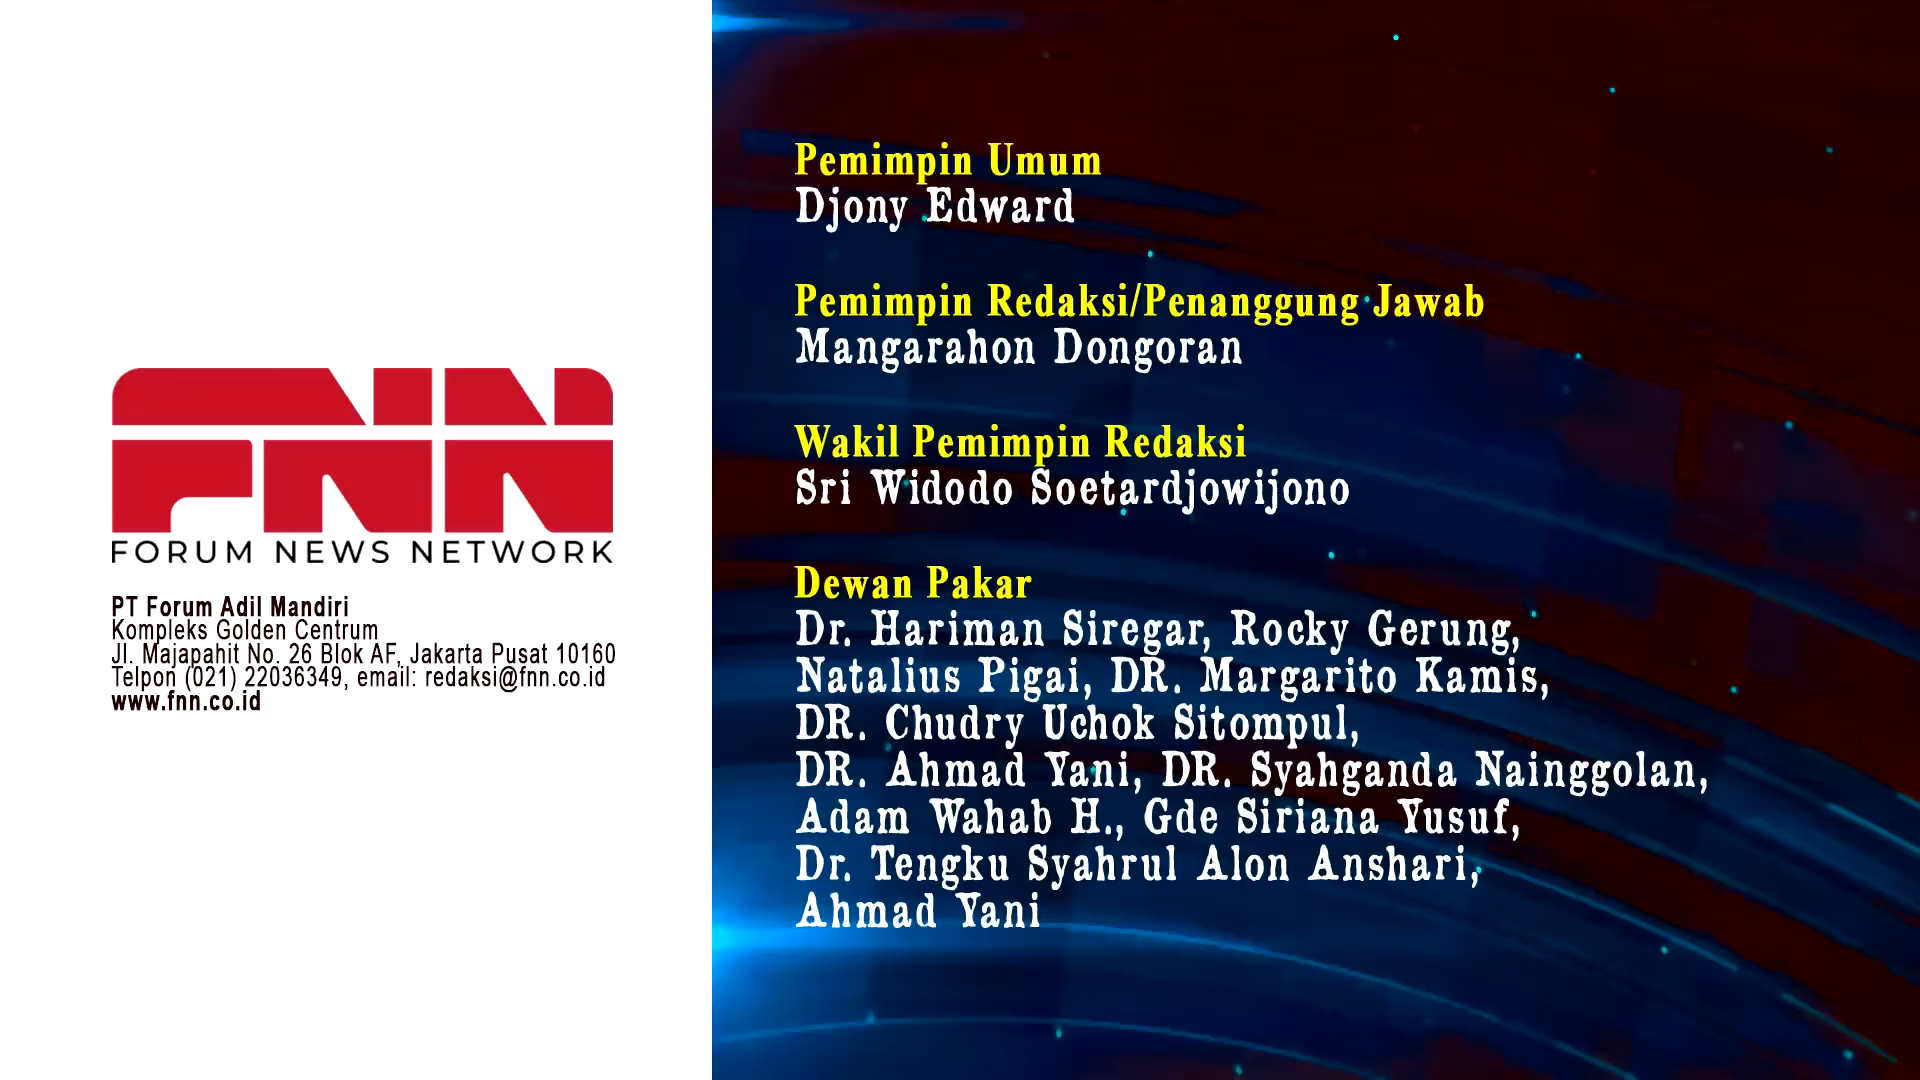 FNN
FORUM NEWS NETWORK
PT Forum Adil Mandiri
Kompleks Golden Centrum
Jl. Majapahit No. 26 Blok AF, Jakarta Pusat 10160
Telpon (021) 22036349, email: redaksi@fnn.co.id
www.fnn.co.id
Pemimpin Umum
Djony Edward
Pemimpin Redaksi/Penanggung Jawab
Mangarahon Dongoran
Wakil Pemimpin Redaksi
Sri Widodo Soetardjowijono
Dewan Pakar
Dr. Hariman Siregar, Rocky Gerung,
Natalius Pigai, DR. Margarito Kamis,
DR. Chudry Uchok Sitompul,
DR. Ahmad Yani, DR. Syahganda Nainggolan,
Adam Wahab H., Gde Siriana Yusuf,
Dr. Tengku Syahrul Alon Anshari,
Ahmad Yani